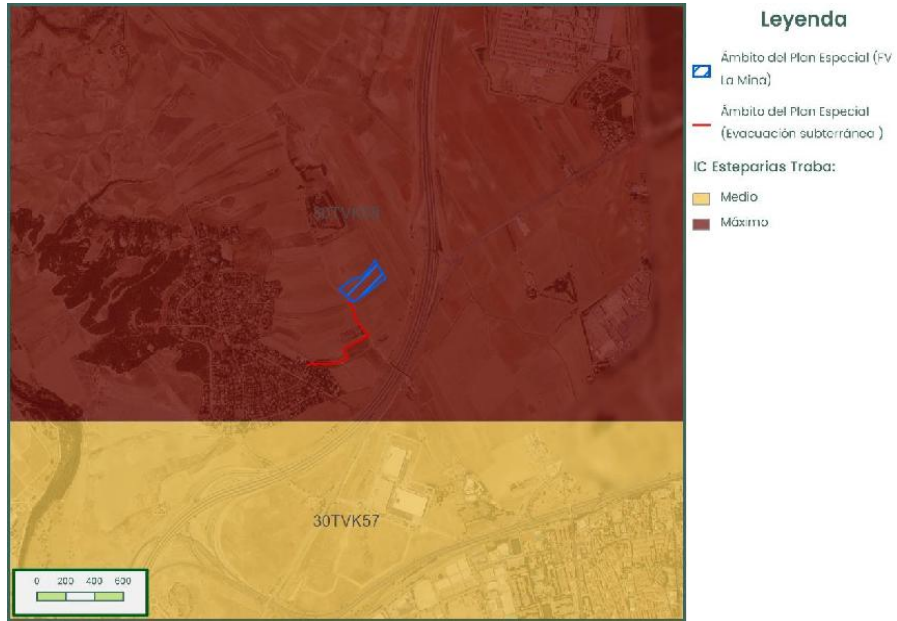 Leyenda
Ámbito del Plan Especial (FV
La Mina)
Ámbito del Plan Especial
(Evacuación subterránea )
IC Esteparias Traba:
Medio
Máximo
30TVK57
0 200 400 600